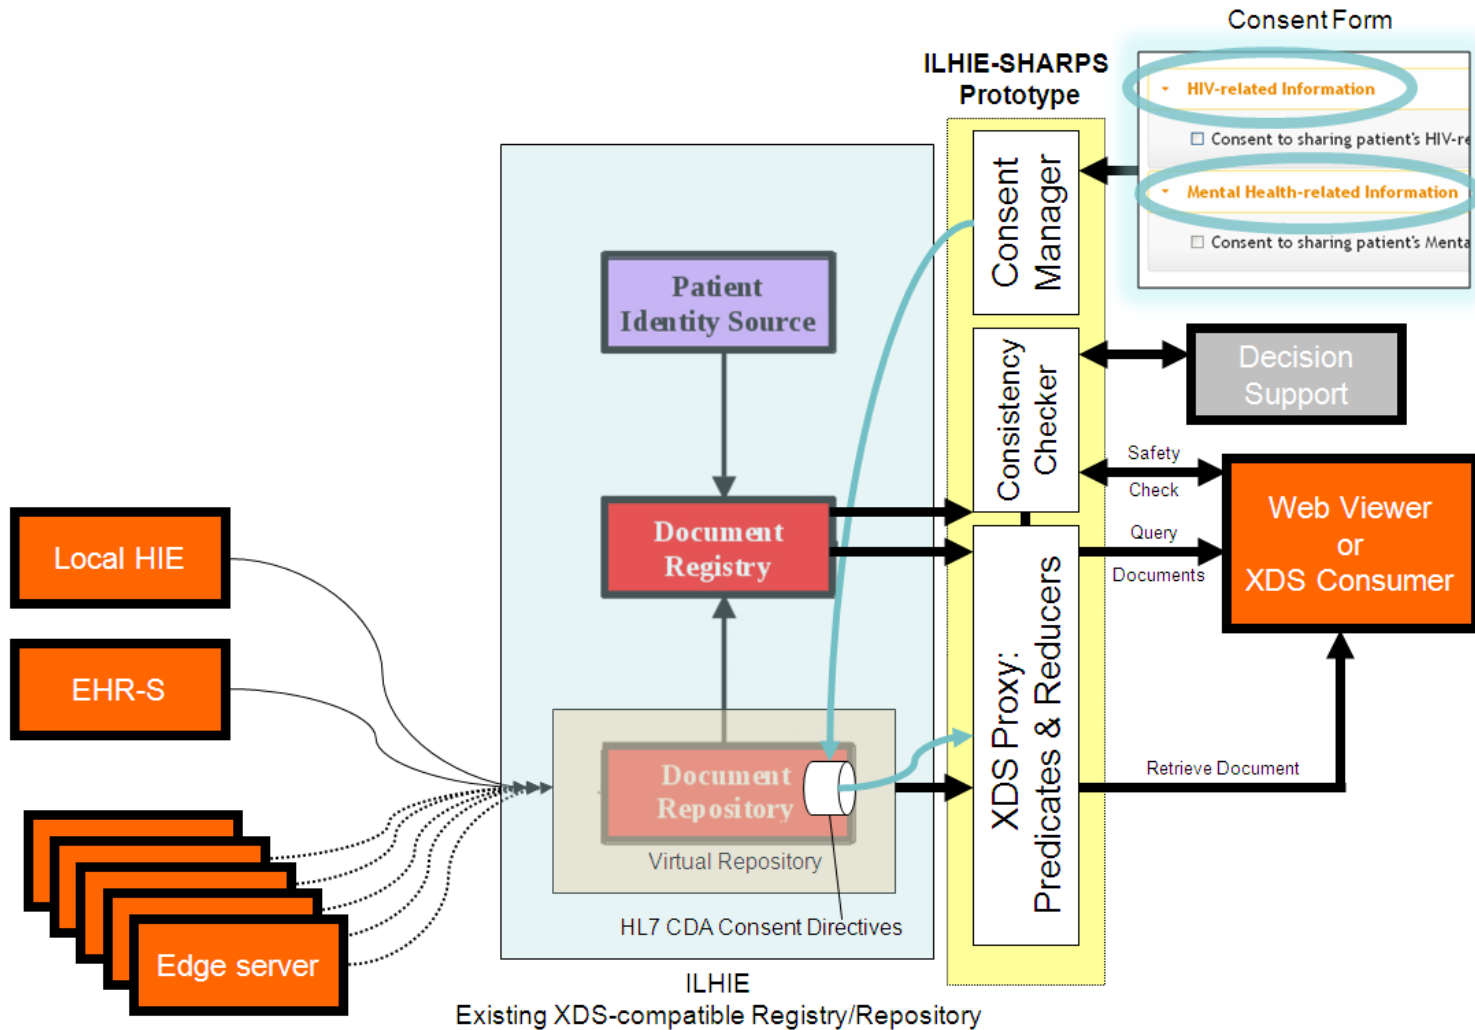 Consent Form
ILHIE-SHARPS
Prototype
HIV-related Information
Consent to sharing patient's HIV-re
Mental Health-related Information
Consent to sharing patient's Menta
Consent
Manager
Patient
Identity Source
Consistency
Checker
Decision
Support
Safety
Check
Query
Documents
Web Viewer
or
XDS Consumer
Document
Registry
Local HIE
EHR-S
XDS Proxy:
Predicates & Reducers
Document
Repository
Retrieve Document
Virtual Repository
HL7 CDA Consent Directives
Edge server
ILHIE
Existing XDS-compatible Registry/Repository